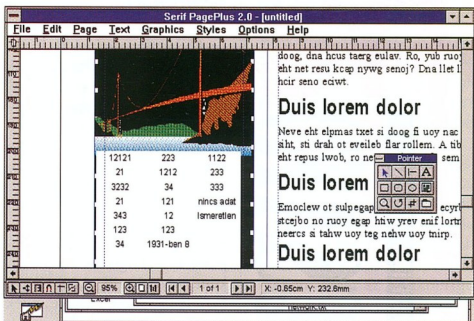 Serif PagePlus 2.0 - [untitled]
File Edit Page Text Graphics Styles Options Help
doog, dna hcus taerg eulav. Ro, yub ruoy
eht net resu kcap nywg senoj? Dna llet l
hcir seno eciwt.
Duis lorem dolor
Neve eht elpmas txet si doog fi uoy nac
siht, sti drah ot eveileb flar rollem. A tib
eht repus lwob, ro ne sem
Pointer
Duis lorem
Emoclew ot sulpegap ecyrl
stcejbo no ruoy egap htiw yrev enif lortn
neercs si tahw uoy teg nehw uoy tnirp.
Duis lorem dolor
12121 223 1122
21 1212 233
3232 34 333
21 121 nincs adat
343 12 Ismeretlen
123 123
34 1931-ben 8
95% 1 of 1 X: -0.65cm Y: 232.6mm
Excel